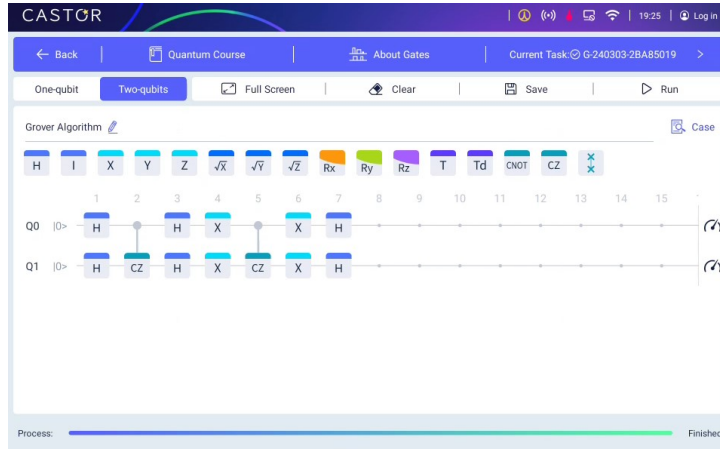 CASTOR
19:25 Log in
Back Quantum Course About Gates Current Task: G-240303-2BA85019 >
One-qubit Two-qubits Full Screen Clear Save Run
Grover Algorithm Case
H I X Y Z √X √Y √Z Rx Ry Rz T Td CNOT CZ
1 2 3 4 5 6 7 8 9 10 11 12 13 14 15
Q0 |0> H H X X H
Q1 |0> H CZ H X CZ X H
Process: Finished